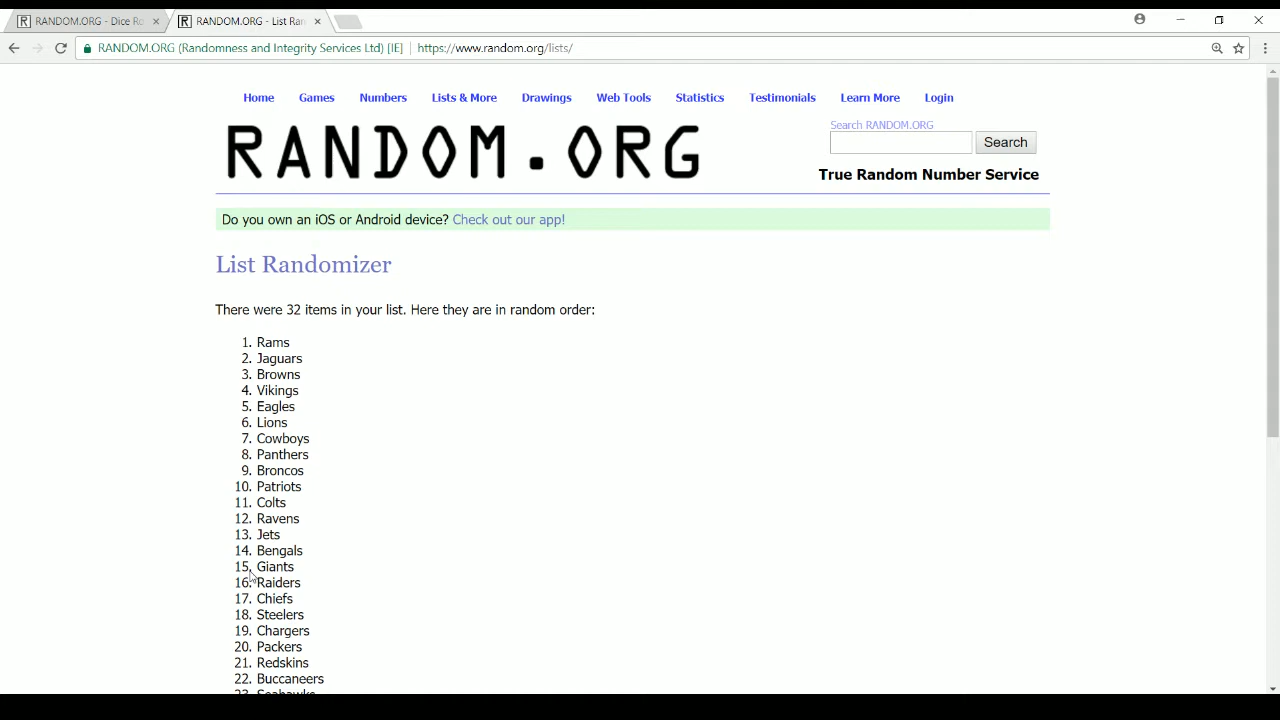 RANDOM.ORG - Dice Ro
RANDOM.ORG - List Ran
RANDOM.ORG (Randomness and Integrity Services Ltd) [IE] https://www.random.org/lists/
Home Games Numbers Lists & More Drawings Web Tools Statistics Testimonials Learn More Login
Search RANDOM.ORG
RANDOM.ORG
Search
True Random Number Service
Do you own an iOS or Android device? Check out our app!
List Randomizer
There were 32 items in your list. Here they are in random order:
1. Rams
2. Jaguars
3. Browns
4. Vikings
5. Eagles
6. Lions
7. Cowboys
8. Panthers
9. Broncos
10. Patriots
11. Colts
12. Ravens
13. Jets
14. Bengals
15. Giants
16. Raiders
17. Chiefs
18. Steelers
19. Chargers
20. Packers
21. Redskins
22. Buccaneers
23. Seahawks